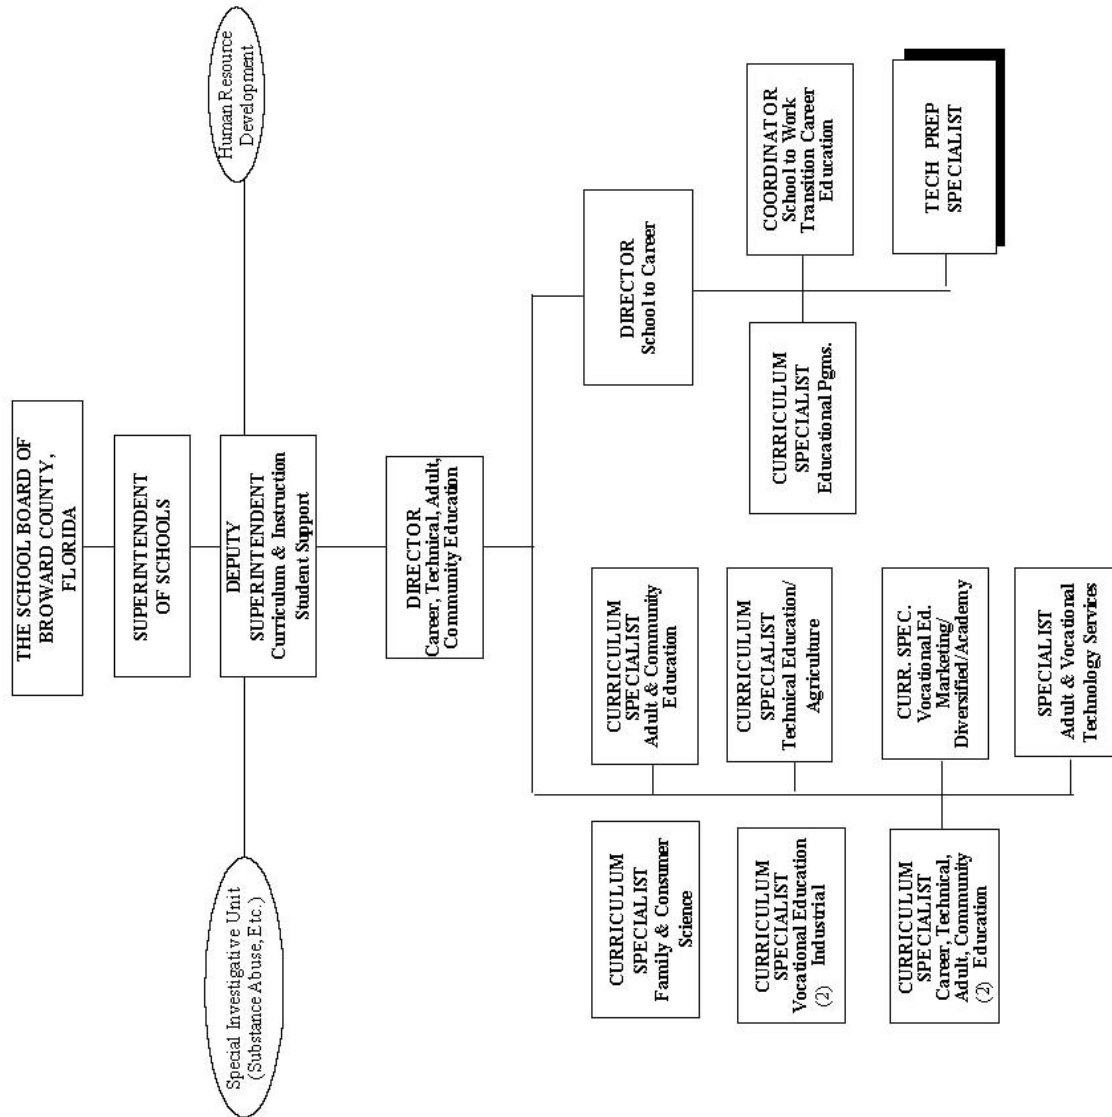 THE SCHOOL BOARD OF
BROWARD COUNTY,
FLORIDA
SUPERINTENDENT
OF SCHOOLS
Special Investigative Unit
(Substance Abuse, Etc.)
DEPUTY
SUPERINTENDENT
Curriculum & Instruction
Student Support
Human Resource
Development
DIRECTOR
Career, Technical, Adult,
Community Education
DIRECTOR
School to Career
CURRICULUM
SPECIALIST
Family & Consumer
Science
CURRICULUM
SPECIALIST
Adult & Community
Education
CURRICULUM
SPECIALIST
Vocational Education
Industrial
(2)
CURRICULUM
SPECIALIST
Technical Education/
Agriculture
CURRICULUM
SPECIALIST
Educational Pgms.
COORDINATOR
School to Work
Transition Career
Education
CURRICULUM
SPECIALIST
Career, Technical,
Adult, Community
(2) Education
CURR. SPEC.
Vocational Ed.
Marketing/
Diversified/Academy
TECH PREP
SPECIALIST
SPECIALIST
Adult & Vocational
Technology Services